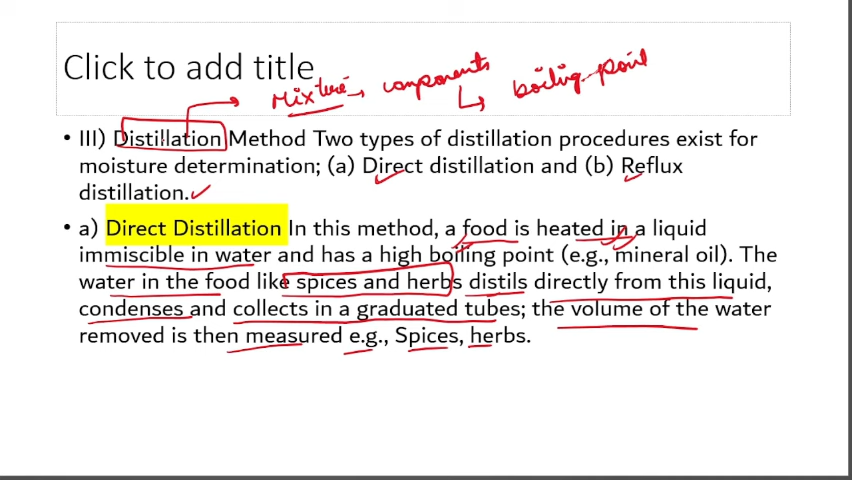 Click to add title
Mixture → components
↳ boiling point
• III) Distillation Method Two types of distillation procedures exist for
moisture determination; (a) Direct distillation and (b) Reflux
distillation.
• a) Direct Distillation In this method, a food is heated in a liquid
immiscible in water and has a high boiling point (e.g., mineral oil). The
water in the food like spices and herbs distils directly from this liquid,
condenses and collects in a graduated tubes; the volume of the water
removed is then measured e.g., Spices, herbs.